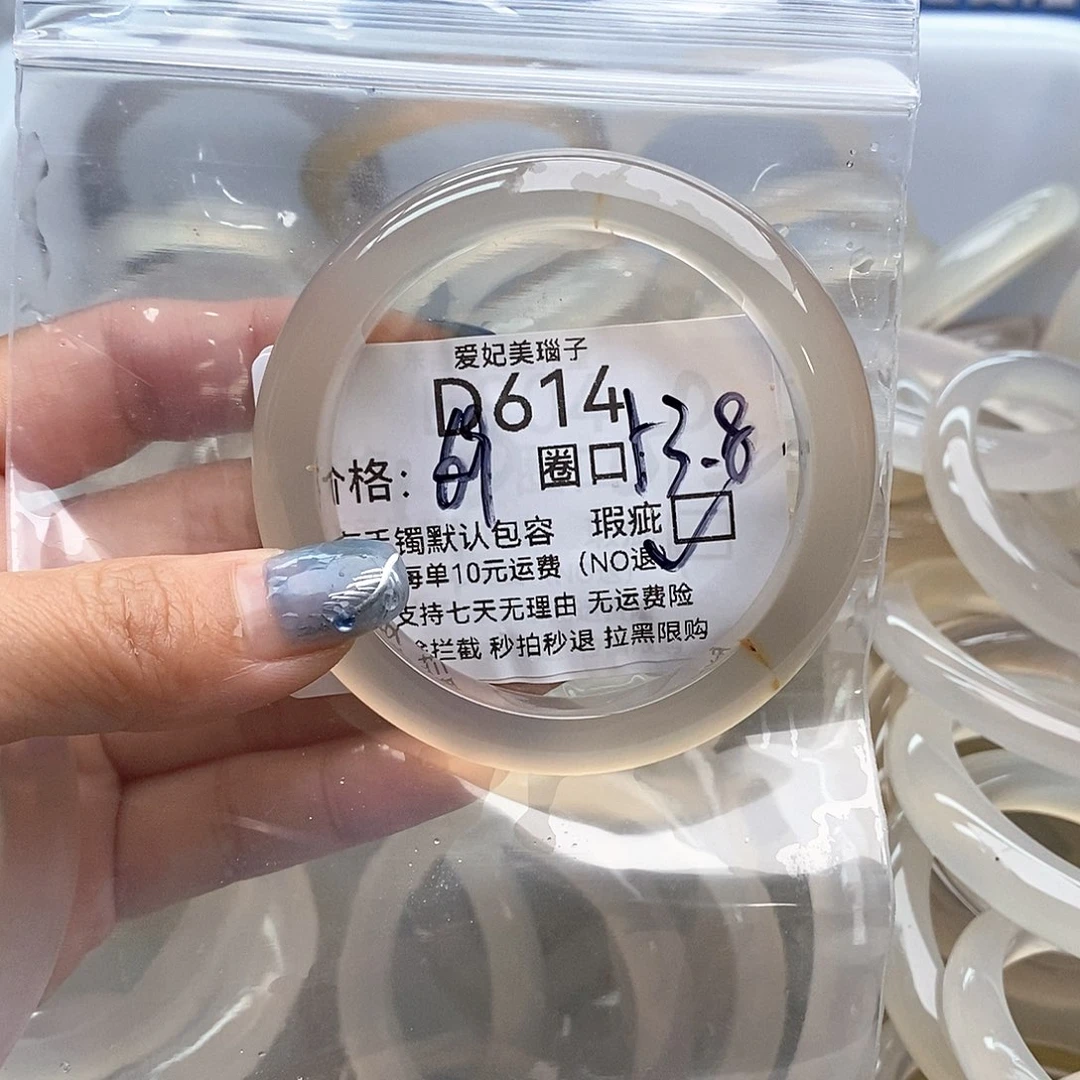 爱妃美瑙子
D614
价格： 圈口 53.8
镯默认包容 瑕疵
每单10元运费（NO退
支持七天无理由 无运费险
拦截 秒拍秒退 拉黑限购